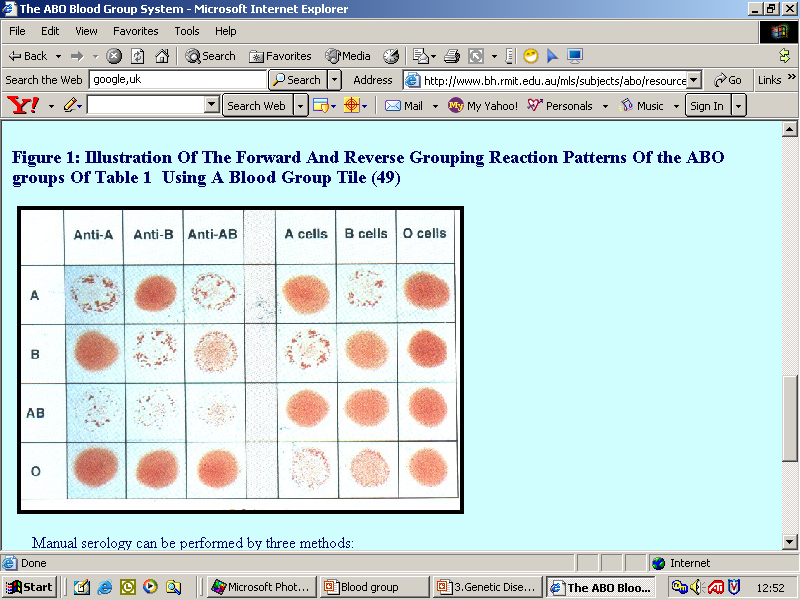 The ABO Blood Group System - Microsoft Internet Explorer
File Edit View Favorites Tools Help
Back Search Favorites Media
Search the Web google,uk Search Address http://www.bh.rmit.edu.au/mls/subjects/abo/resource Go Links »
Y! Search Web Mail My Yahoo! Personals Music Sign In
Figure 1: Illustration Of The Forward And Reverse Grouping Reaction Patterns Of the ABO
groups Of Table 1 Using A Blood Group Tile (49)
Anti-A Anti-B Anti-AB A cells B cells O cells
A
B
AB
O
Manual serology can be performed by three methods:
Done Internet
Start Microsoft Phot... Blood group 3.Genetic Dise... The ABO Bloo... 12:52